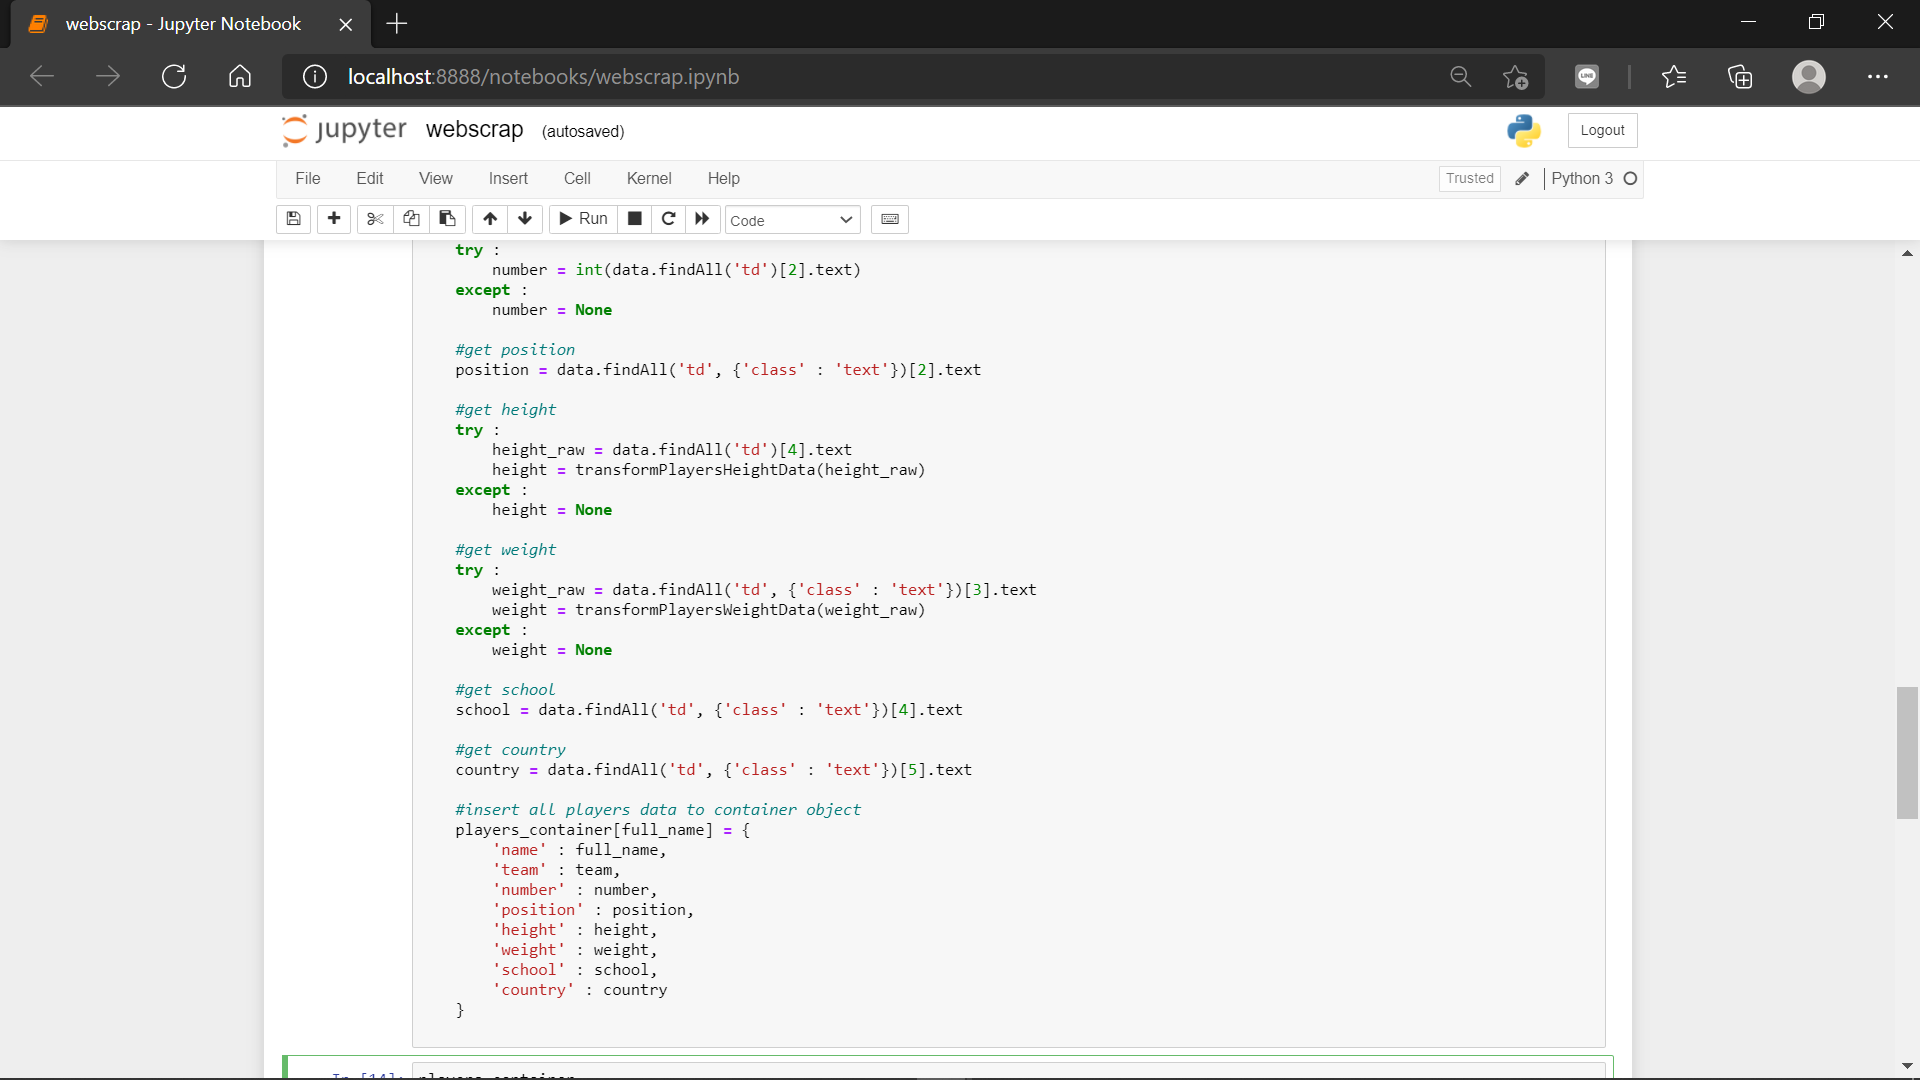 webscrap - Jupyter Notebook
localhost:8888/notebooks/webscrap.ipynb
LINE
jupyter webscrap (autosaved)
Logout
File Edit View Insert Cell Kernel Help
Trusted
Python 3
Run
Code
try :
number = int(data.findAll('td')[2].text)
except :
number = None
#get position
position = data.findAll('td', {'class' : 'text'})[2].text
#get height
try :
height_raw = data.findAll('td')[4].text
height = transformPlayersHeightData(height_raw)
except :
height = None
#get weight
try :
weight_raw = data.findAll('td', {'class' : 'text'})[3].text
weight = transformPlayersWeightData(weight_raw)
except :
weight = None
#get school
school = data.findAll('td', {'class' : 'text'})[4].text
#get country
country = data.findAll('td', {'class' : 'text'})[5].text
#insert all players data to container object
players_container[full_name] = {
'name' : full_name,
'team' : team,
'number' : number,
'position' : position,
'height' : height,
'weight' : weight,
'school' : school,
'country' : country
}
In [14]: players_container